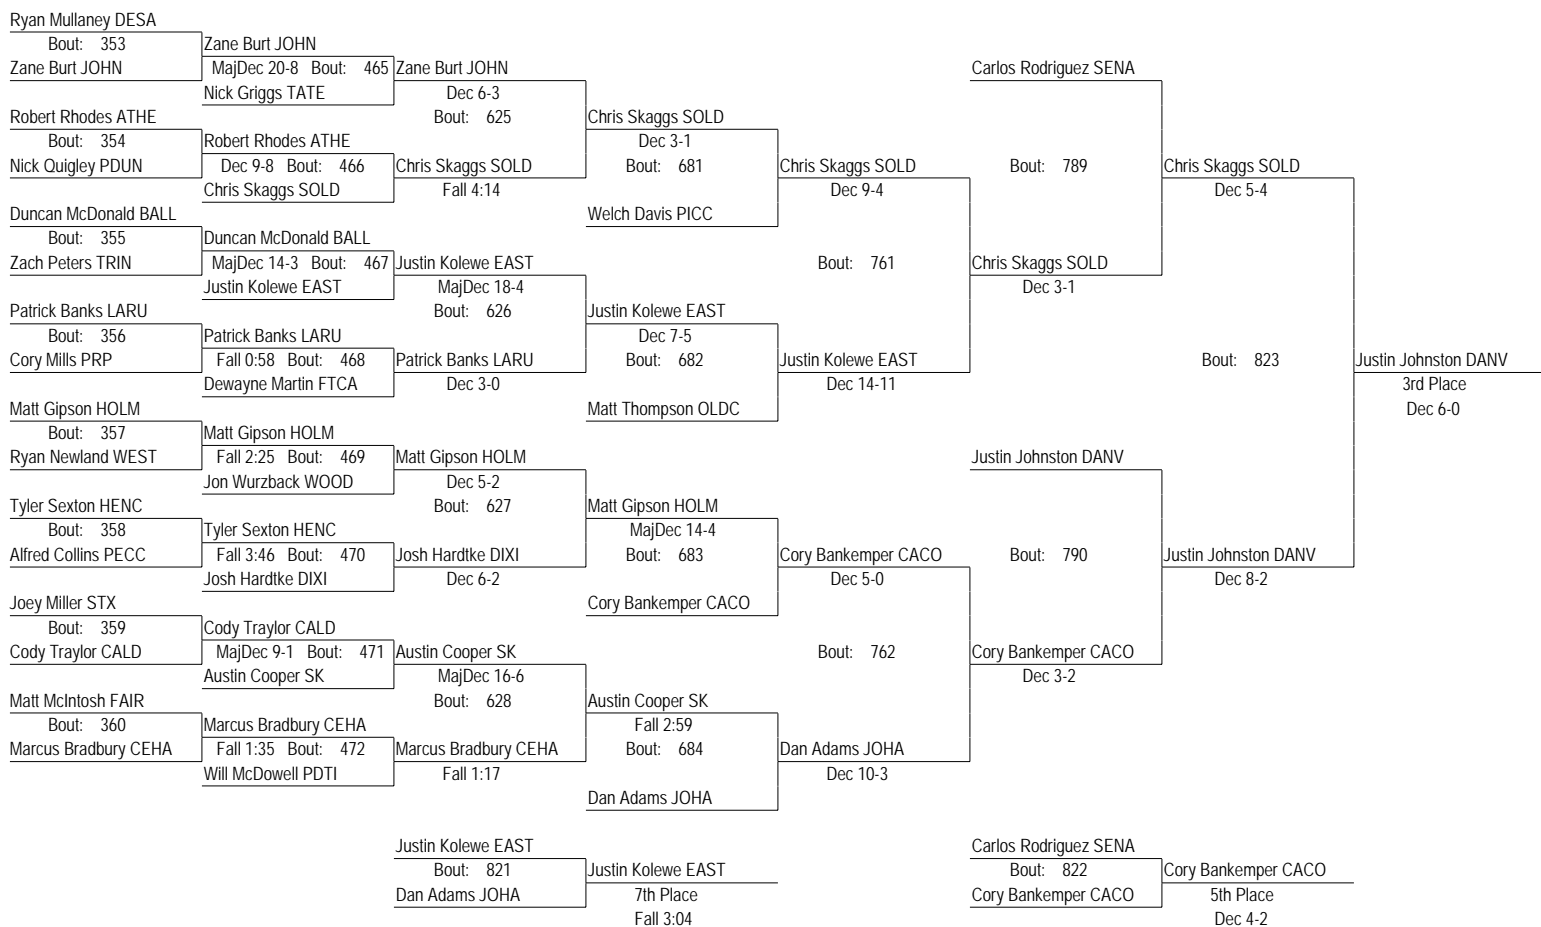 Ryan Mullaney DESA
Bout: 353 Zane Burt JOHN
Zane Burt JOHN MajDec 20-8 Bout: 465 Zane Burt JOHN Carlos Rodriguez SENA
Nick Griggs TATE Dec 6-3
Robert Rhodes ATHE Bout: 625 Chris Skaggs SOLD
Bout: 354 Robert Rhodes ATHE Dec 3-1
Nick Quigley PDUN Dec 9-8 Bout: 466 Chris Skaggs SOLD Bout: 681 Chris Skaggs SOLD Bout: 789 Chris Skaggs SOLD
Chris Skaggs SOLD Fall 4:14 Dec 9-4 Dec 5-4
Duncan McDonald BALL Welch Davis PICC
Bout: 355 Duncan McDonald BALL
Zach Peters TRIN MajDec 14-3 Bout: 467 Justin Kolewe EAST Bout: 761 Chris Skaggs SOLD
Justin Kolewe EAST MajDec 18-4 Dec 3-1
Patrick Banks LARU Bout: 626 Justin Kolewe EAST
Bout: 356 Patrick Banks LARU Dec 7-5
Cory Mills PRP Fall 0:58 Bout: 468 Patrick Banks LARU Bout: 682 Justin Kolewe EAST Bout: 823 Justin Johnston DANV
Dewayne Martin FTCA Dec 3-0 Dec 14-11 3rd Place
Matt Gipson HOLM Matt Thompson OLDC Dec 6-0
Bout: 357 Matt Gipson HOLM
Ryan Newland WEST Fall 2:25 Bout: 469 Matt Gipson HOLM Justin Johnston DANV
Jon Wurzback WOOD Dec 5-2
Tyler Sexton HENC Bout: 627 Matt Gipson HOLM
Bout: 358 Tyler Sexton HENC MajDec 14-4
Alfred Collins PECC Fall 3:46 Bout: 470 Josh Hardtke DIXI Bout: 683 Cory Bankemper CACO Bout: 790 Justin Johnston DANV
Josh Hardtke DIXI Dec 6-2 Dec 5-0 Dec 8-2
Joey Miller STX Cory Bankemper CACO
Bout: 359 Cody Traylor CALD
Cody Traylor CALD MajDec 9-1 Bout: 471 Austin Cooper SK Bout: 762 Cory Bankemper CACO
Austin Cooper SK MajDec 16-6 Dec 3-2
Matt McIntosh FAIR Bout: 628 Austin Cooper SK
Bout: 360 Marcus Bradbury CEHA Fall 2:59
Marcus Bradbury CEHA Fall 1:35 Bout: 472 Marcus Bradbury CEHA Bout: 684 Dan Adams JOHA
Will McDowell PDTI Fall 1:17 Dec 10-3
Dan Adams JOHA
Justin Kolewe EAST Carlos Rodriguez SENA
Bout: 821 Justin Kolewe EAST Bout: 822 Cory Bankemper CACO
Dan Adams JOHA 7th Place Cory Bankemper CACO 5th Place
Fall 3:04 Dec 4-2